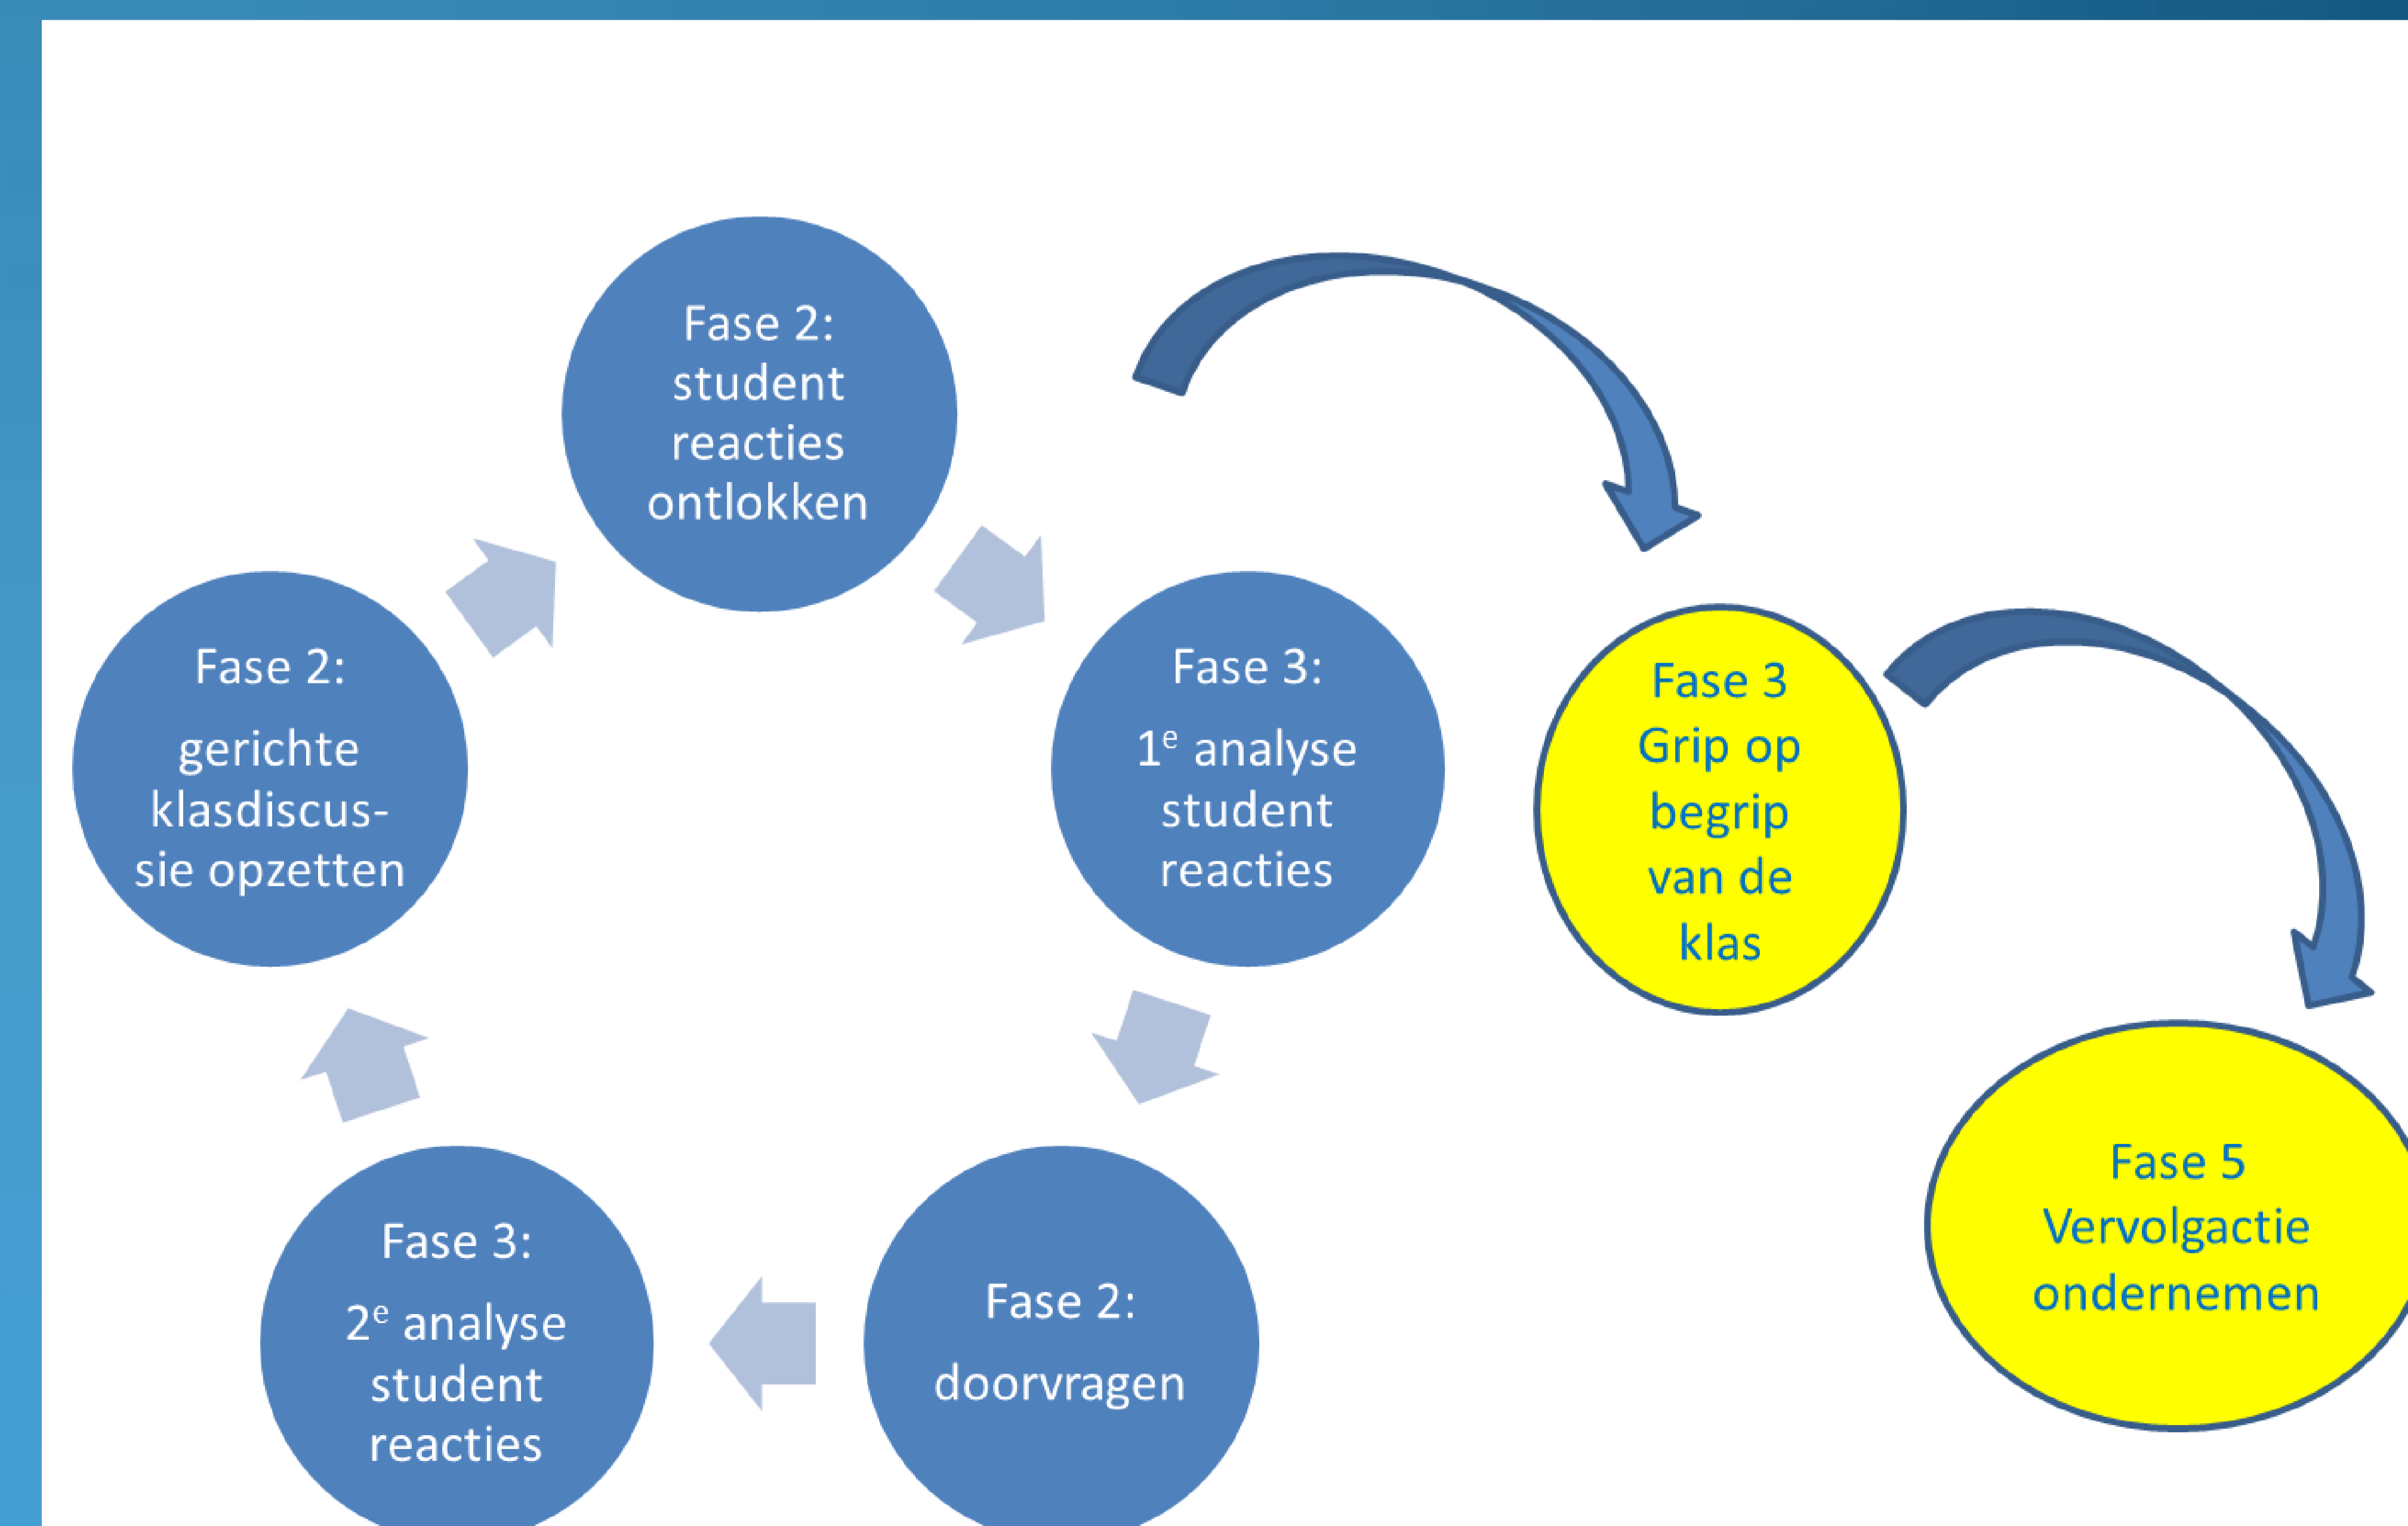 Fase 2:
student
reacties
ontlokken
Fase 3:
1e analyse
student
reacties
Fase 2:
doorvragen
Fase 3:
2e analyse
student
reacties
Fase 2:
gerichte
klasdiscus-
sie opzetten
Fase 3
Grip op
begrip
van de
klas
Fase 5
Vervolgactie
ondernemen